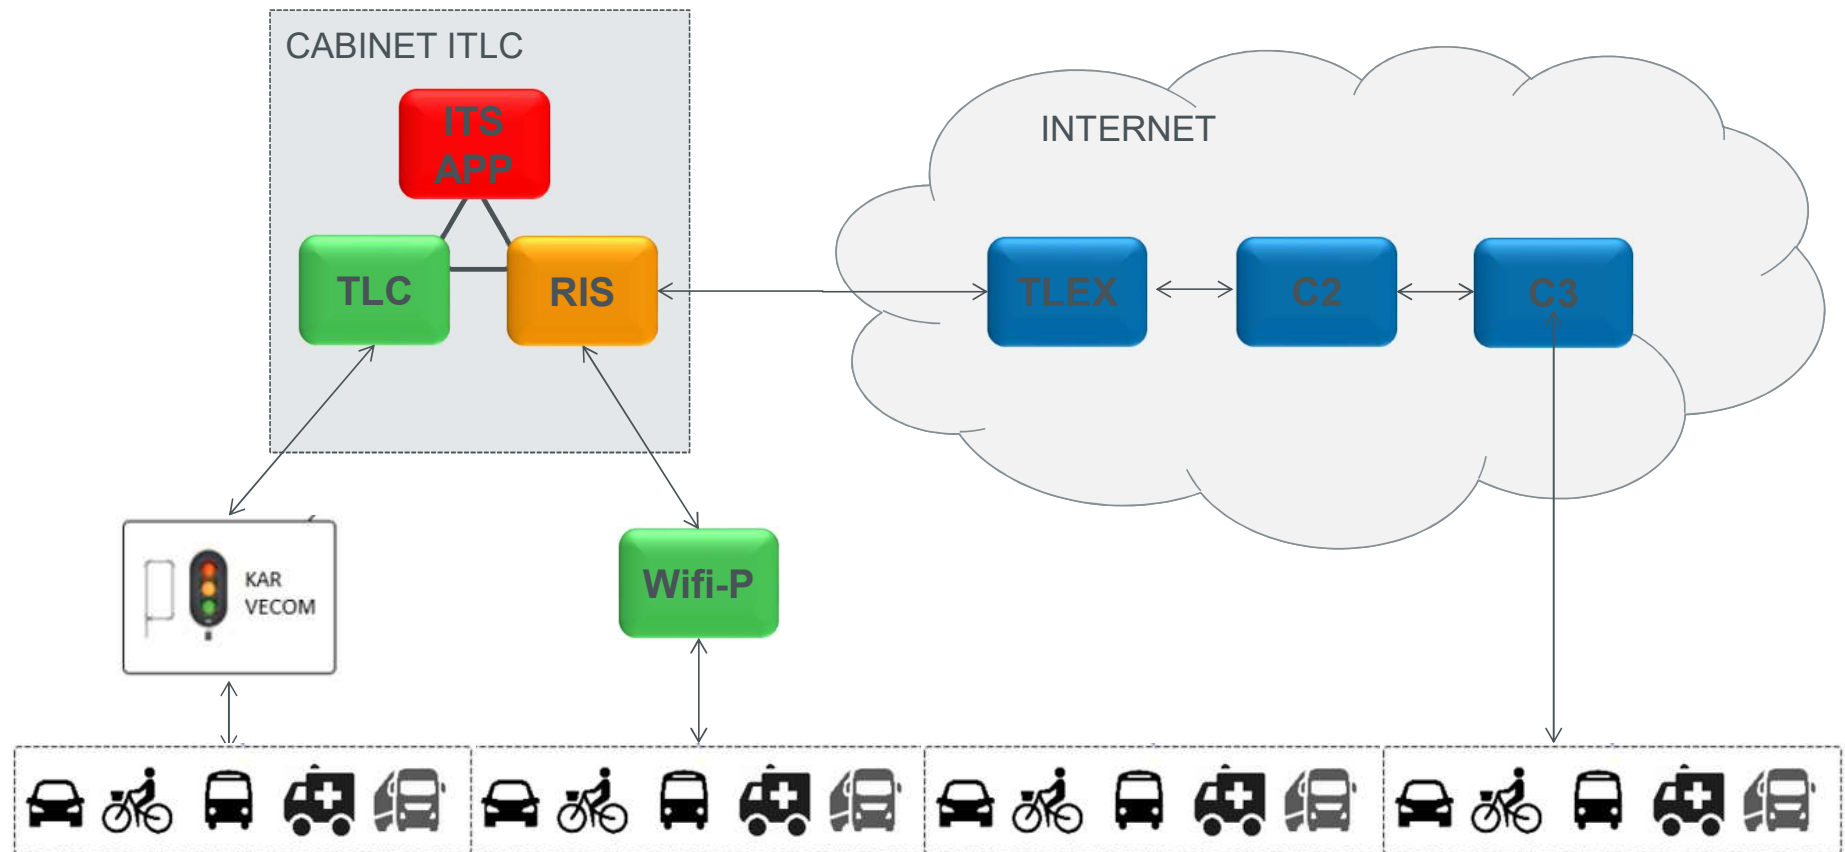 CABINET ITLC
ITS
APP
INTERNET
TLC
RIS
TLEX
C2
C3
KAR
VECOM
Wifi-P